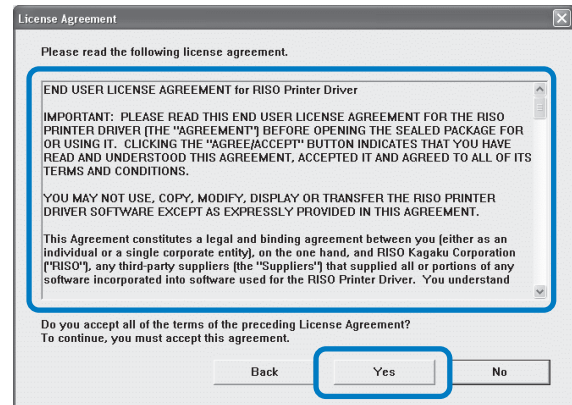 License Agreement
Please read the following license agreement.
END USER LICENSE AGREEMENT for RISO Printer Driver
IMPORTANT: PLEASE READ THIS END USER LICENSE AGREEMENT FOR THE RISO
PRINTER DRIVER (THE "AGREEMENT") BEFORE OPENING THE SEALED PACKAGE FOR
OR USING IT. CLICKING THE "AGREE/ACCEPT" BUTTON INDICATES THAT YOU HAVE
READ AND UNDERSTOOD THIS AGREEMENT, ACCEPTED IT AND AGREED TO ALL OF ITS
TERMS AND CONDITIONS.
YOU MAY NOT USE, COPY, MODIFY, DISPLAY OR TRANSFER THE RISO PRINTER
DRIVER SOFTWARE EXCEPT AS EXPRESSLY PROVIDED IN THIS AGREEMENT.
This Agreement constitutes a legal and binding agreement between you (either as an
individual or a single corporate entity), on the one hand, and RISO Kagaku Corporation
("RISO"), any third-party suppliers (the "Suppliers") that supplied all or portions of any
software incorporated into software used for the RISO Printer Driver. You understand
Do you accept all of the terms of the preceding License Agreement?
To continue, you must accept this agreement.
Back Yes No